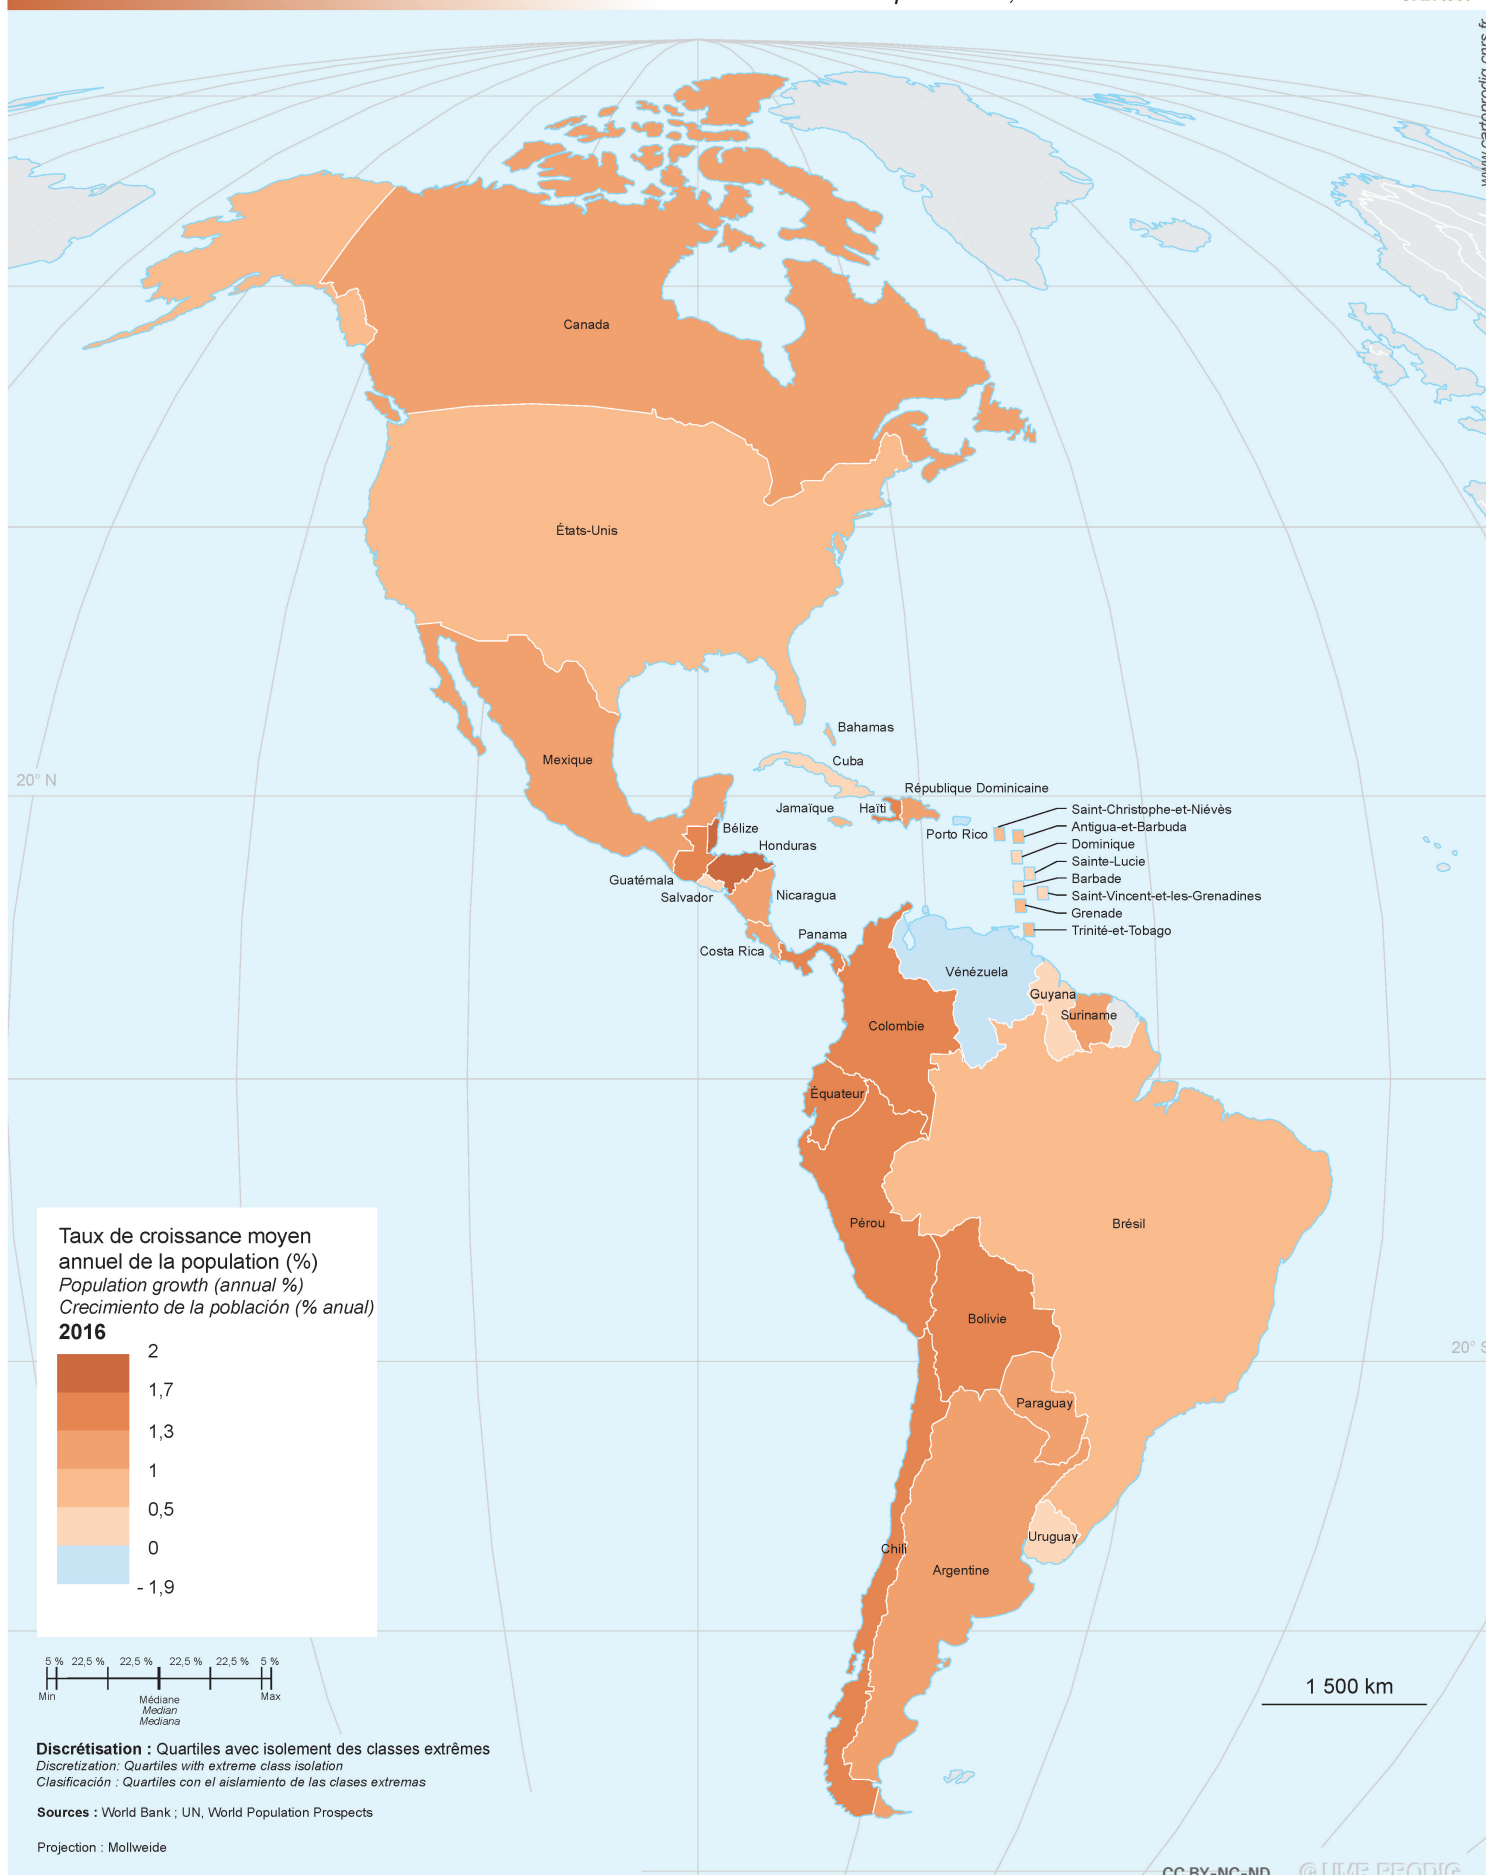 www.cartoprodig.cnrs.fr
Canada
États-Unis
Mexique
20° N
Bahamas
Cuba
République Dominicaine
Jamaïque
Haïti
Porto Rico
Saint-Christophe-et-Niévès
Antigua-et-Barbuda
Dominique
Sainte-Lucie
Barbade
Saint-Vincent-et-les-Grenadines
Grenade
Trinité-et-Tobago
Bélize
Honduras
Guatémala
Salvador
Nicaragua
Panama
Costa Rica
Vénézuela
Guyana
Suriname
Colombie
Équateur
Pérou
Brésil
Bolivie
20° S
Paraguay
Uruguay
Chili
Argentine
Taux de croissance moyen
annuel de la population (%)
Population growth (annual %)
Crecimiento de la población (% anual)
2016
2
1,7
1,3
1
0,5
0
- 1,9
5 % 22,5 % 22,5 % 22,5 % 22,5 % 5 %
Min Max
Médiane
Median
Mediana
1 500 km
Discrétisation : Quartiles avec isolement des classes extrêmes
Discretization: Quartiles with extreme class isolation
Clasificación : Quartiles con el aislamiento de las clases extremas
Sources : World Bank ; UN, World Population Prospects
Projection : Mollweide
CC BY-NC-ND © UMR PRODIG